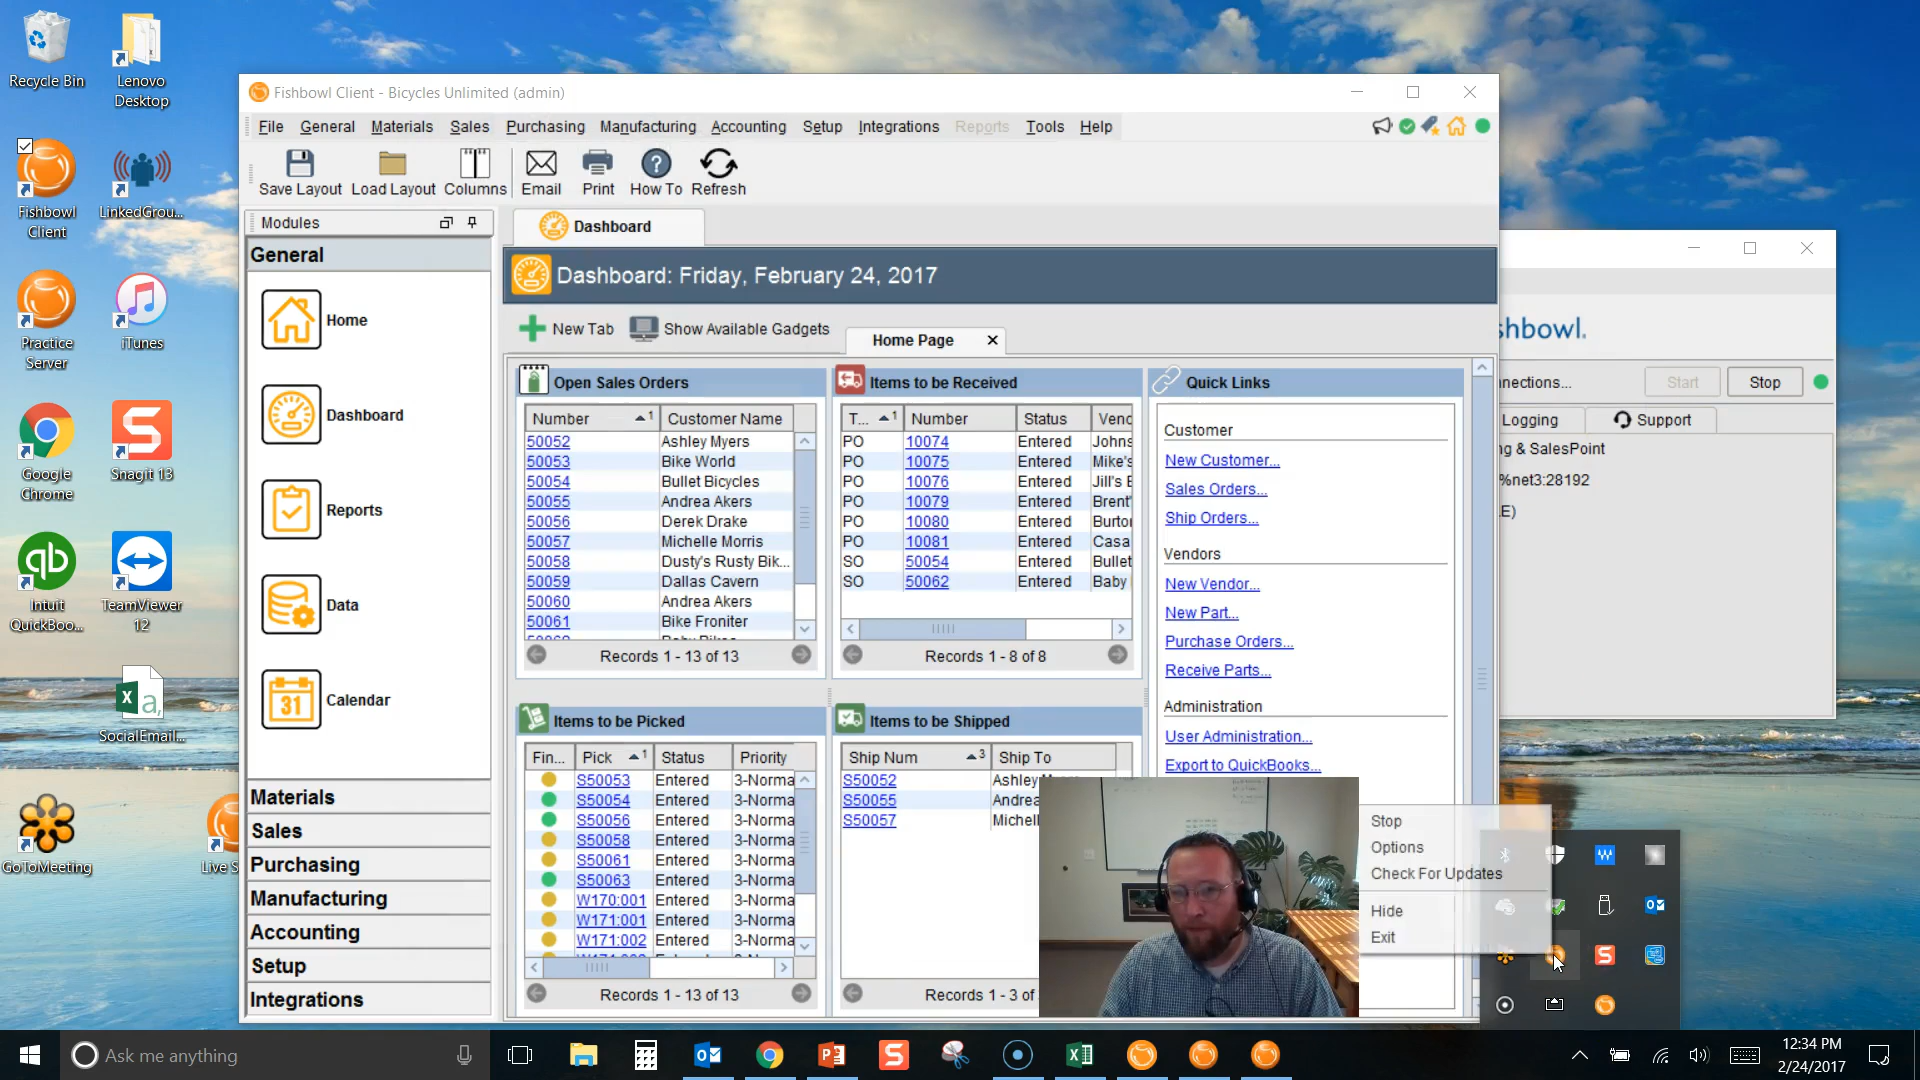 Recycle Bin
Lenovo
Desktop
Fishbowl
Client
LinkedGrou...
Practice
Server
iTunes
Google
Chrome
Snagit 13
Intuit
QuickBoo...
TeamViewer
12
SocialEmail...
GoToMeeting
Live S
Fishbowl Client - Bicycles Unlimited (admin)
File General Materials Sales Purchasing Manufacturing Accounting Setup Integrations Reports Tools Help
Save Layout Load Layout Columns Email Print How To Refresh
Modules
General
Home
Dashboard
Reports
Data
31
Calendar
Materials
Sales
Purchasing
Manufacturing
Accounting
Setup
Integrations
Dashboard
Dashboard: Friday, February 24, 2017
New Tab Show Available Gadgets Home Page
Open Sales Orders
Number 1 Customer Name
50052 Ashley Myers
50053 Bike World
50054 Bullet Bicycles
50055 Andrea Akers
50056 Derek Drake
50057 Michelle Morris
50058 Dusty's Rusty Bik...
50059 Dallas Cavern
50060 Andrea Akers
50061 Bike Froniter
Records 1 - 13 of 13
Items to be Received
T... 1 Number Status Venc
PO 10074 Entered Johns
PO 10075 Entered Mike's
PO 10076 Entered Jill's E
PO 10079 Entered Brent'
PO 10080 Entered Burto
PO 10081 Entered Casa
SO 50054 Entered Bullet
SO 50062 Entered Baby
Records 1 - 8 of 8
Quick Links
Customer
New Customer...
Sales Orders...
Ship Orders...
Vendors
New Vendor...
New Part...
Purchase Orders...
Receive Parts...
Administration
User Administration...
Export to QuickBooks...
Items to be Picked
Fin... Pick 1 Status Priority
S50053 Entered 3-Norma
S50054 Entered 3-Norma
S50056 Entered 3-Norma
S50058 Entered 3-Norma
S50061 Entered 3-Norma
S50063 Entered 3-Norma
W170:001 Entered 3-Norma
W171:001 Entered 3-Norma
W171:002 Entered 3-Norma
Records 1 - 13 of 13
Items to be Shipped
Ship Num 3 Ship To
S50052 Ashley
S50055 Andrea
S50057 Michel
Records 1 - 3 of
shbowl.
nections... Start Stop
Logging Support
ng & SalesPoint
%net3:28192
E)
Stop
Options
Check For Updates
Hide
Exit
Ask me anything
12:34 PM
2/24/2017